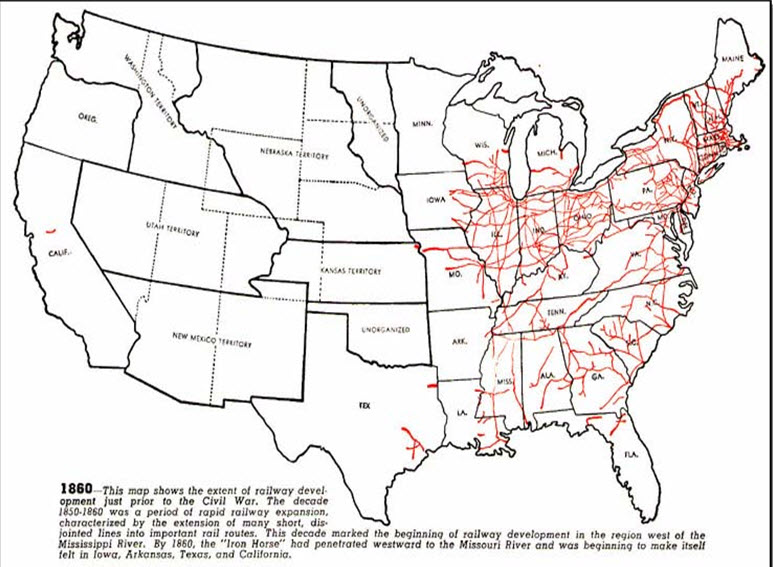 MAINE
WASHINGTON TERRITORY
UNORGANIZED
MINN.
VT.
OREG.
WIS.
MICH.
N.Y.
MASS.
NEBRASKA TERRITORY
IOWA
PA.
UTAH TERRITORY
ILL.
IND.
OHIO
MD.
CALIF.
KANSAS TERRITORY
MO.
KY.
VA.
NEW MEXICO TERRITORY
UNORGANIZED
ARK.
TENN.
N.C.
S.C.
TEX
LA.
MISS.
ALA.
GA.
FLA.
1860—This map shows the extent of railway devel-
opment just prior to the Civil War. The decade
1850-1860 was a period of rapid railway expansion,
characterized by the extension of many short, dis-
jointed lines into important rail routes. This decade marked the beginning of railway development in the region west of the
Mississippi River. By 1860, the "Iron Horse" had penetrated westward to the Missouri River and was beginning to make itself
felt in Iowa, Arkansas, Texas, and California.